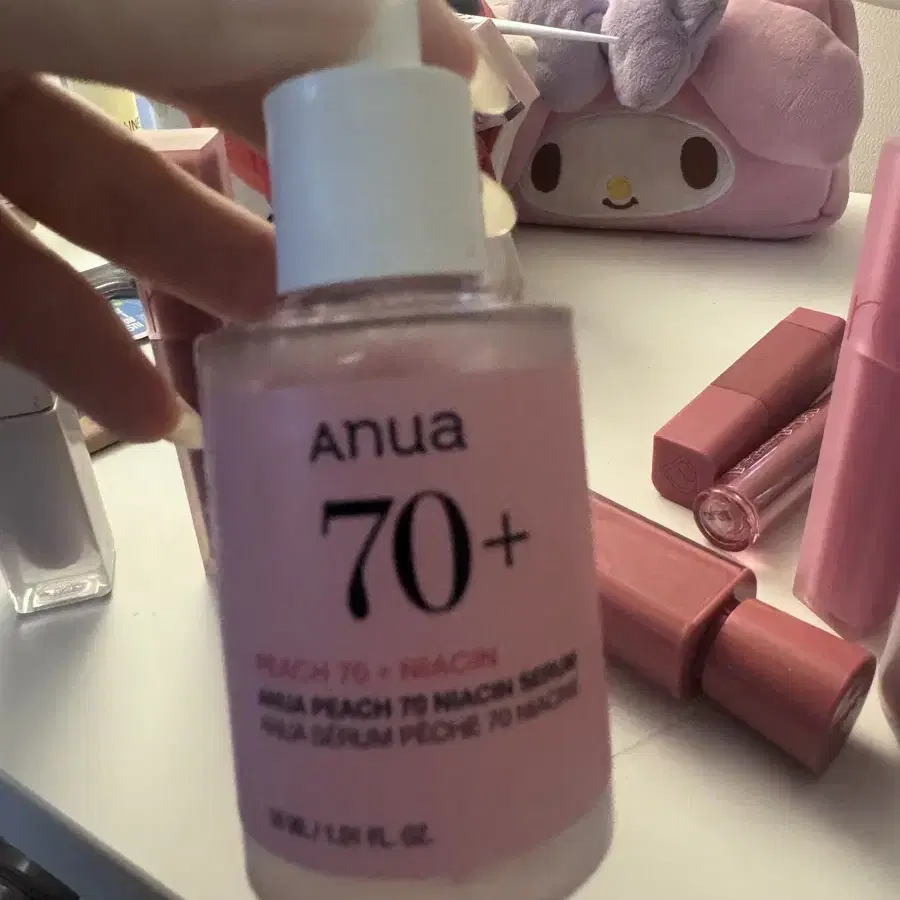 Anua
70+
PEACH 70 + NIACIN
ANUA PEACH 70 NIACIN SERUM
ANUA SÉRUM PÊCHE 70 NIACINE
30 ML / 1.01 FL. OZ.